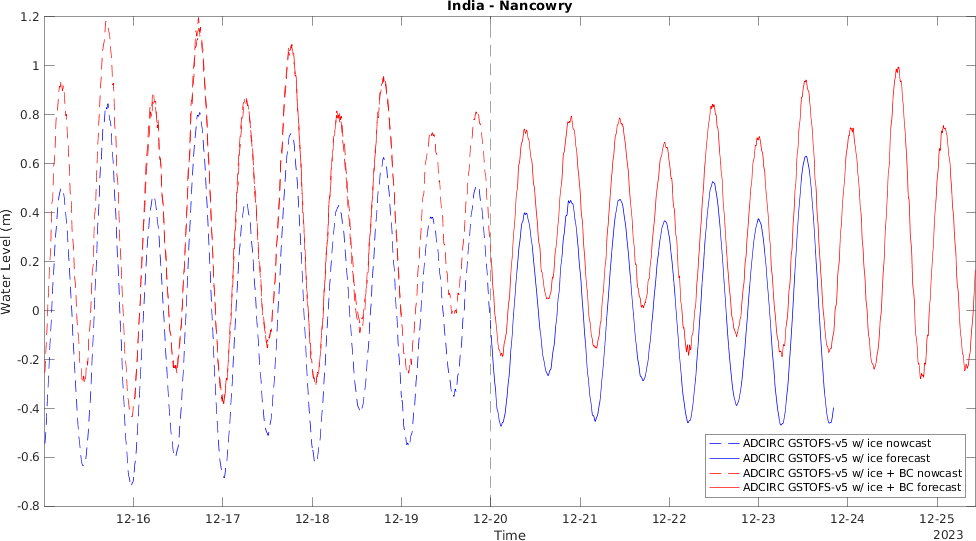 India - Nancowry
1.2
1
0.8
0.6
0.4
0.2
0
-0.2
-0.4
-0.6
-0.8
Water Level (m)
12-16 12-17 12-18 12-19 12-20 12-21 12-22 12-23 12-24 12-25
Time
2023
ADCIRC GSTOFS-v5 w/ ice nowcast
ADCIRC GSTOFS-v5 w/ ice forecast
ADCIRC GSTOFS-v5 w/ ice + BC nowcast
ADCIRC GSTOFS-v5 w/ ice + BC forecast